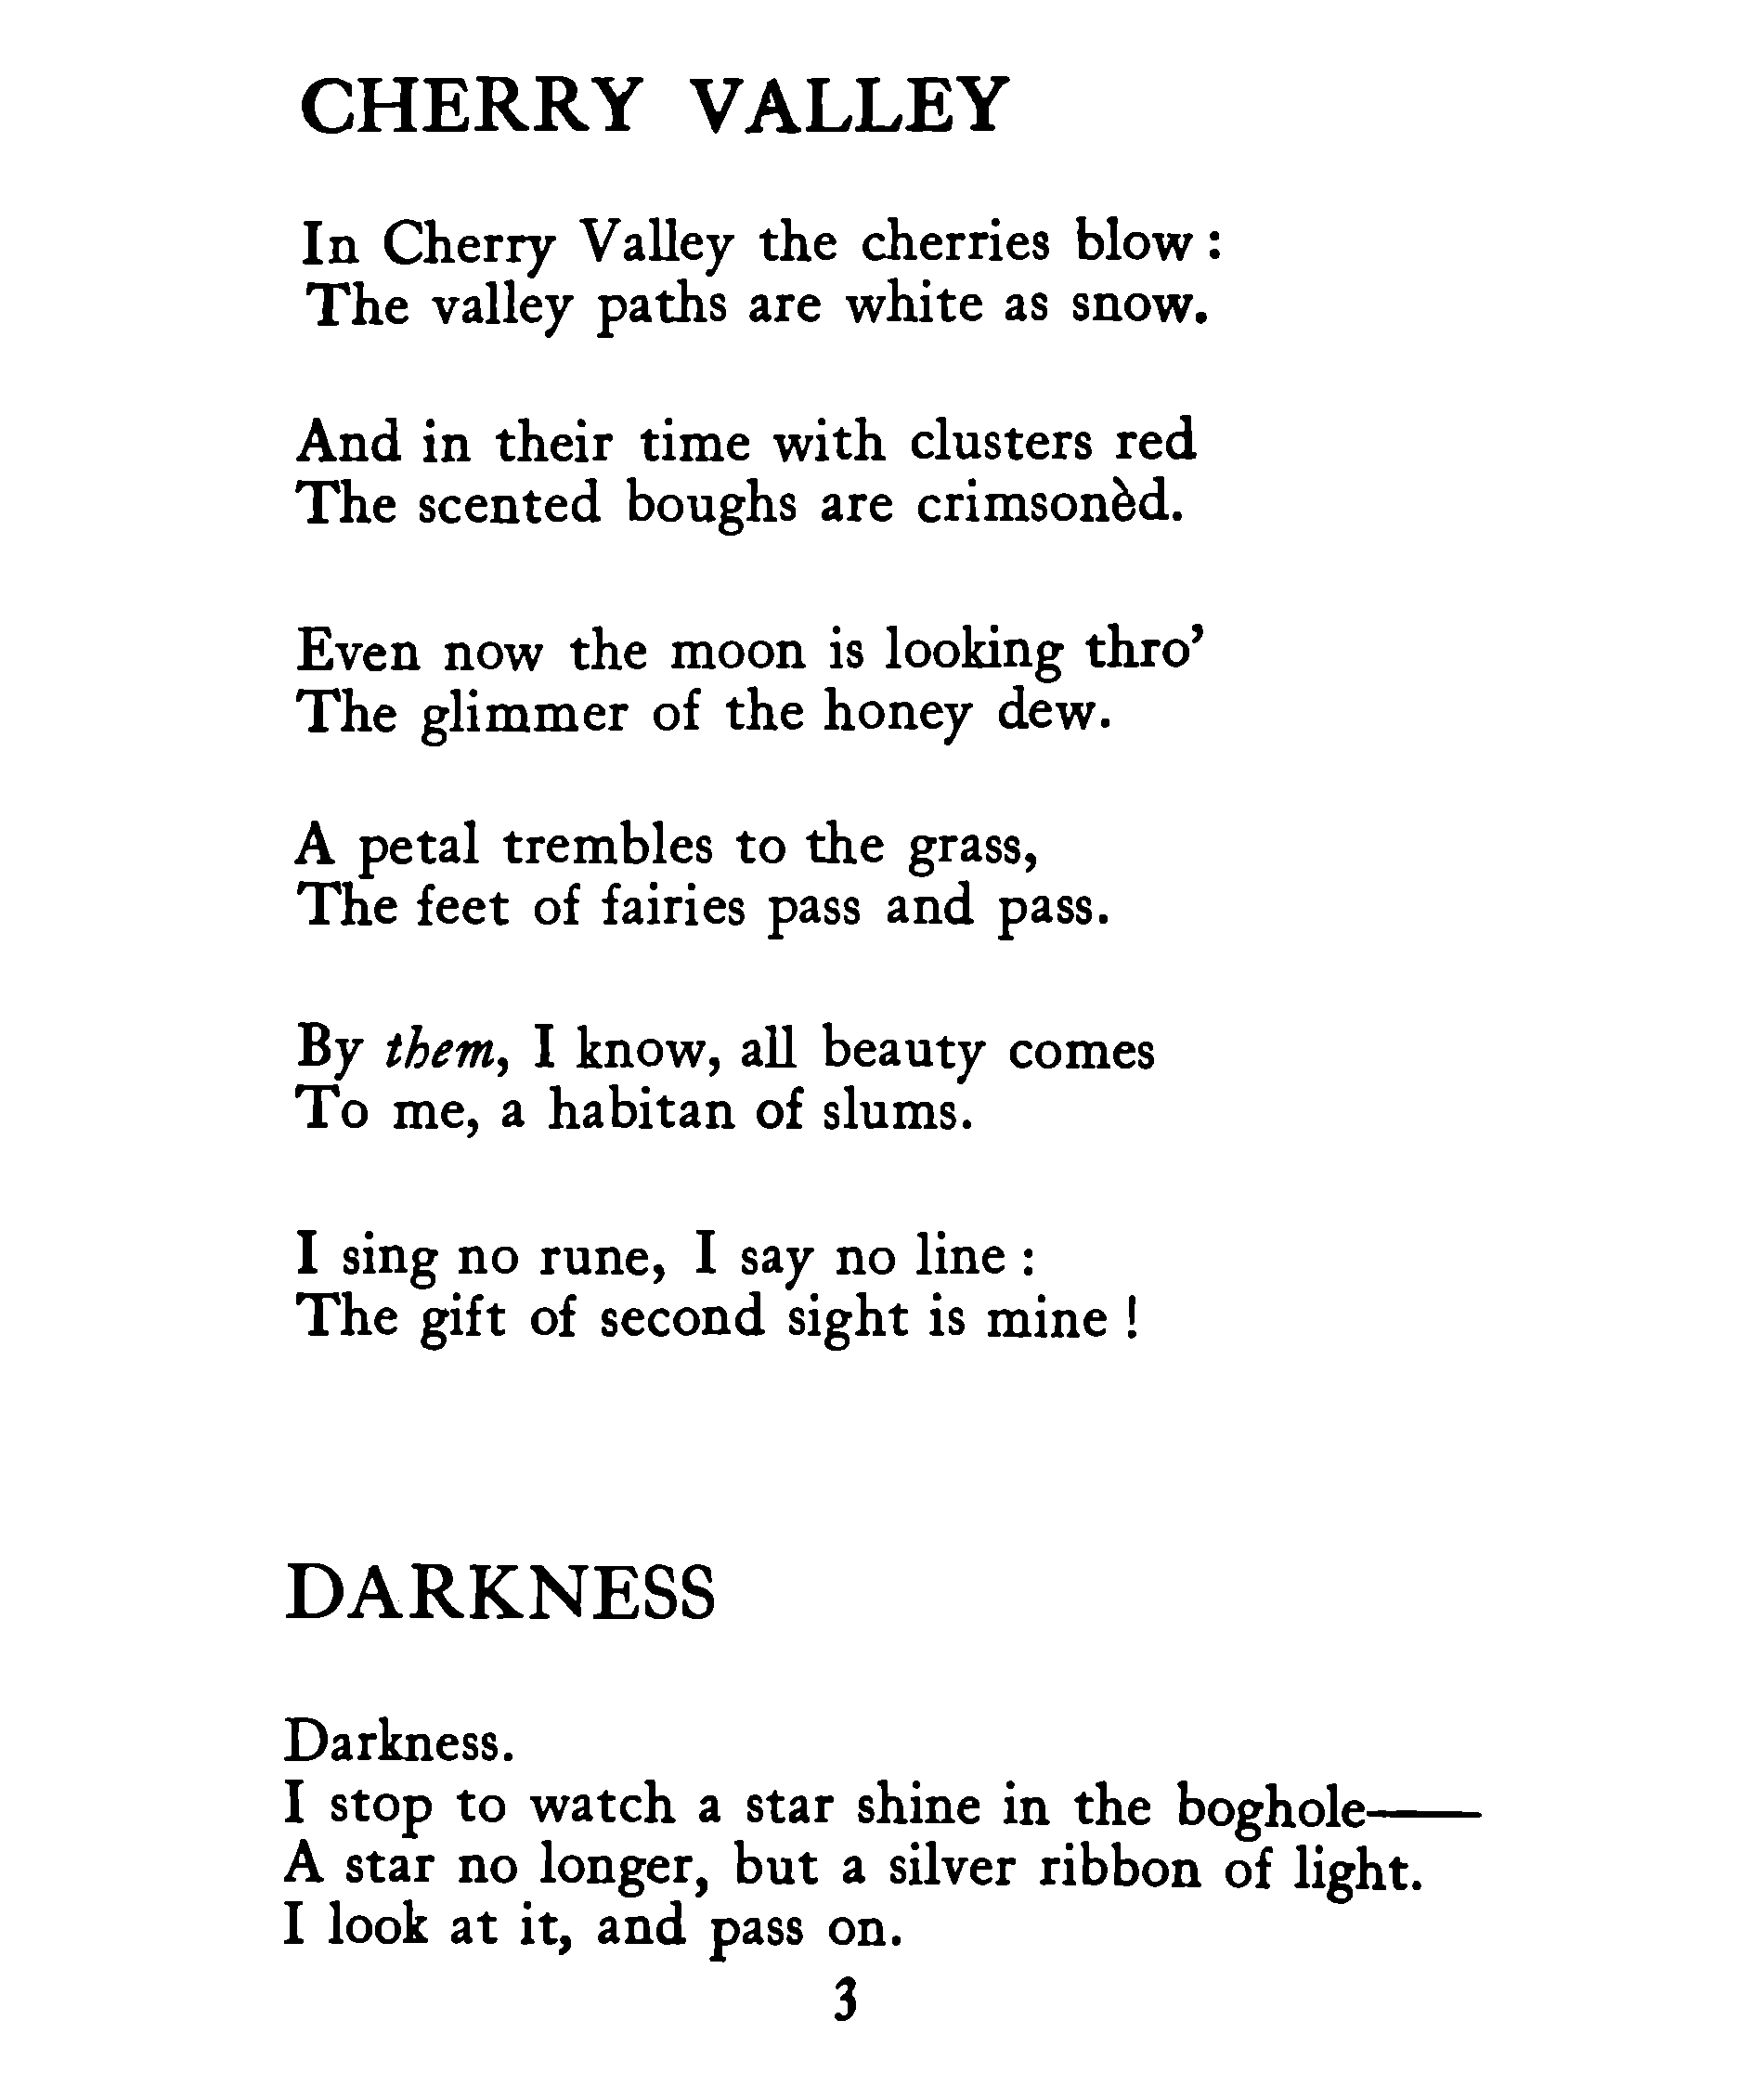 CHERRY VALLEY
In Cherry Valley the cherries blow :
The valley paths are white as snow.
And in their time with clusters red
The scented boughs are crimsonèd.
Even now the moon is looking thro’
The glimmer of the honey dew.
A petal trembles to the grass,
The feet of fairies pass and pass.
By them, I know, all beauty comes
To me, a habitan of slums.
I sing no rune, I say no line :
The gift of second sight is mine !
DARKNESS
Darkness.
I stop to watch a star shine in the boghole——
A star no longer, but a silver ribbon of light.
I look at it, and pass on.
3